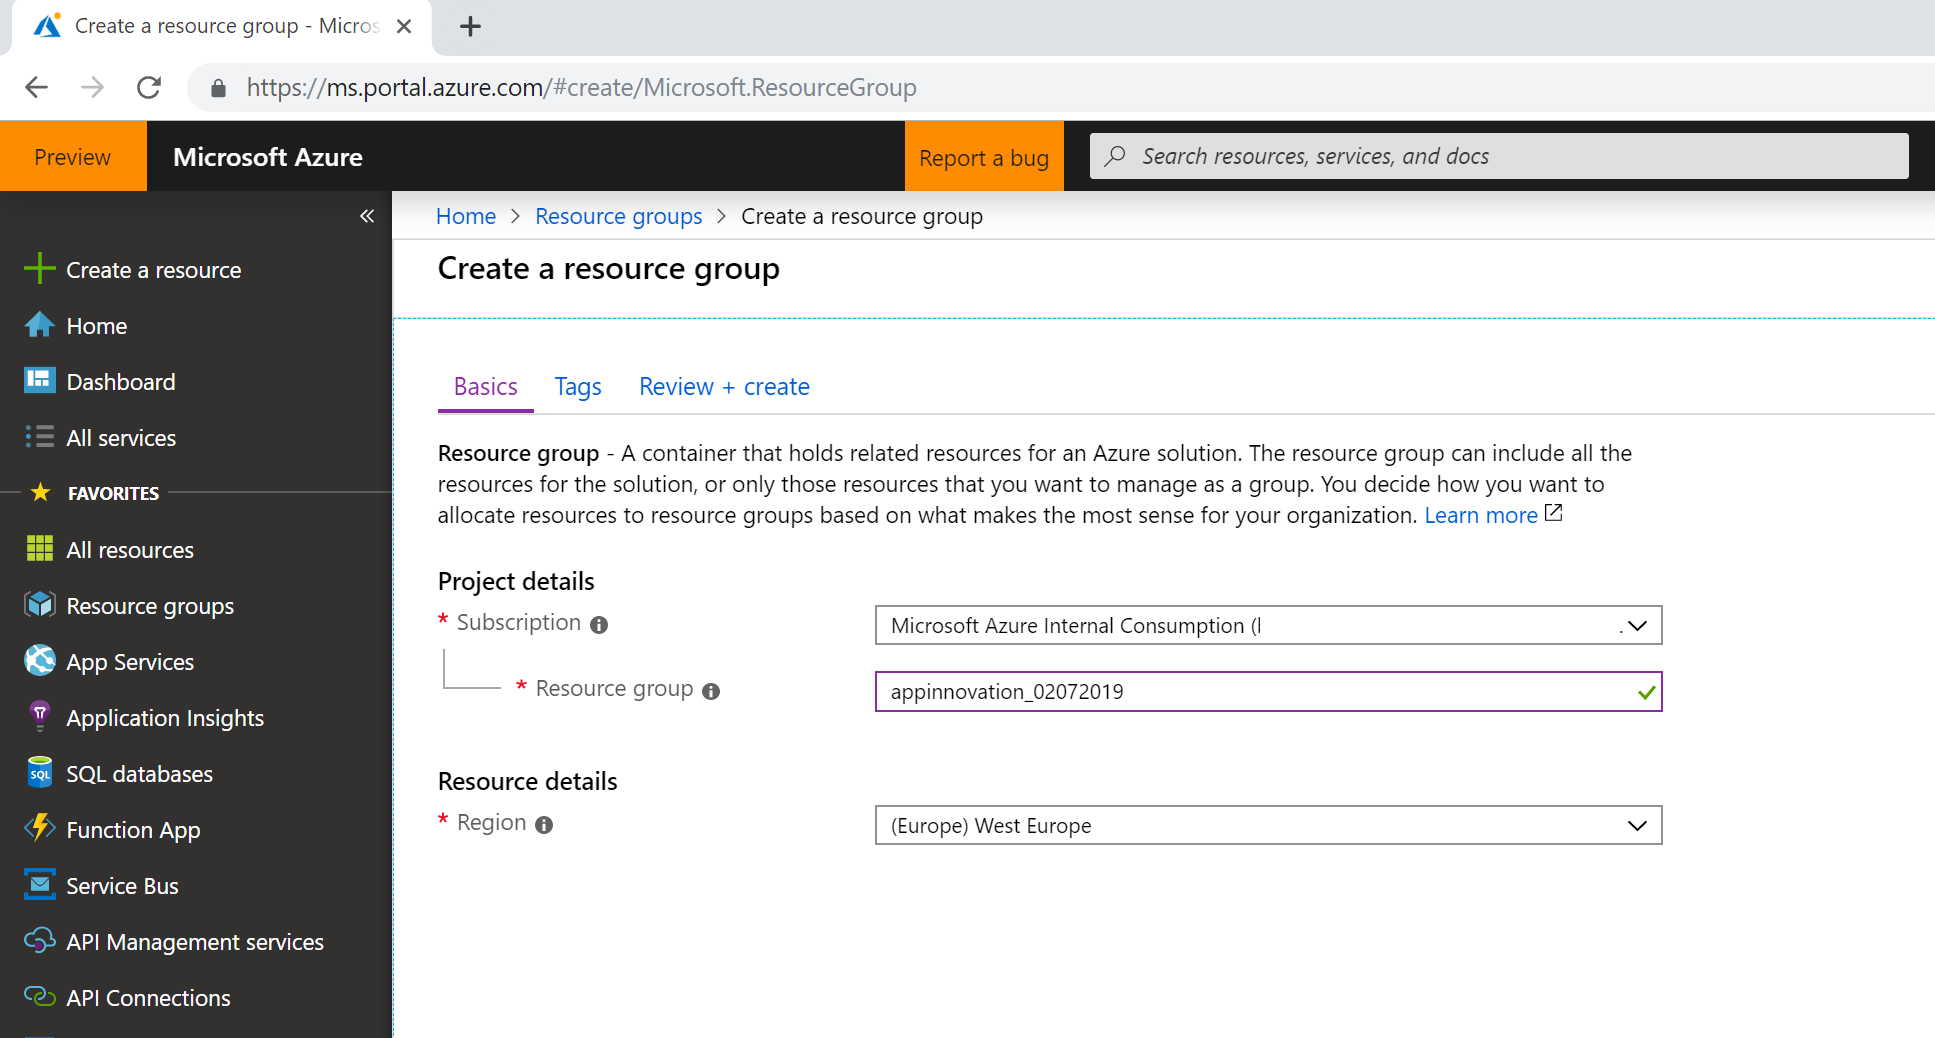 Create a resource group - Micros
https://ms.portal.azure.com/#create/Microsoft.ResourceGroup
Preview
Microsoft Azure
Report a bug
Search resources, services, and docs
Home > Resource groups > Create a resource group
Create a resource group
Create a resource
Home
Dashboard
All services
FAVORITES
All resources
Resource groups
App Services
Application Insights
SQL databases
Function App
Service Bus
API Management services
API Connections
Basics
Tags
Review + create
Resource group - A container that holds related resources for an Azure solution. The resource group can include all the
resources for the solution, or only those resources that you want to manage as a group. You decide how you want to
allocate resources to resource groups based on what makes the most sense for your organization. Learn more
Project details
* Subscription
Microsoft Azure Internal Consumption (
* Resource group
appinnovation_02072019
Resource details
* Region
(Europe) West Europe